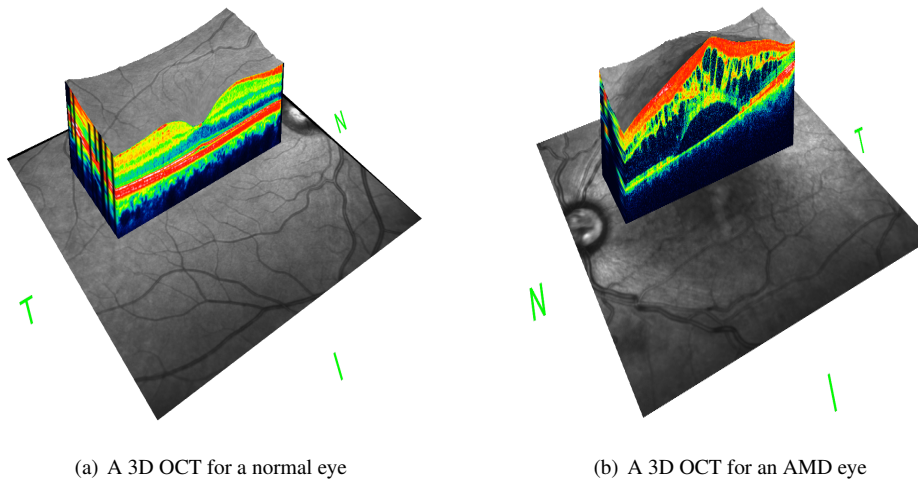 N
T
I
T
N
I
(a) A 3D OCT for a normal eye
(b) A 3D OCT for an AMD eye